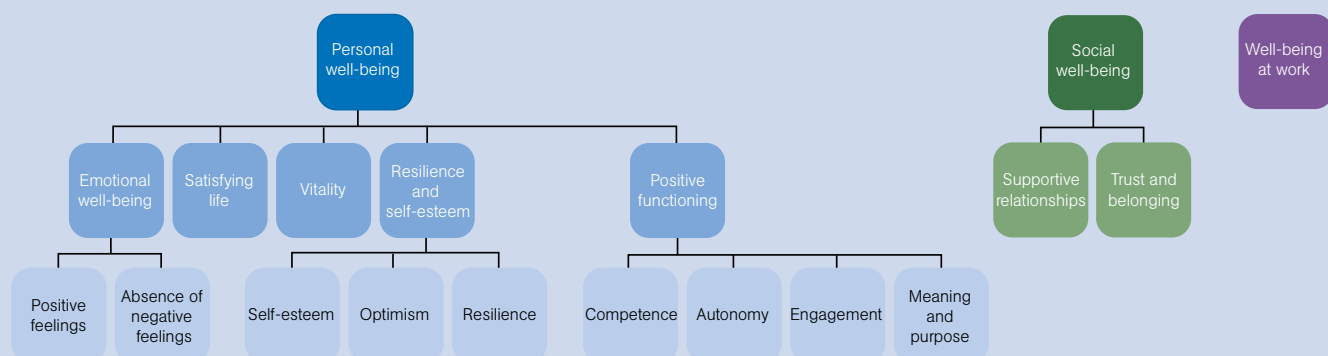 Personal
well-being
Social
well-being
Well-being
at work
Emotional
well-being
Satisfying
life
Vitality
Resilience
and
self-esteem
Positive
functioning
Supportive
relationships
Trust and
belonging
Positive
feelings
Absence of
negative
feelings
Self-esteem
Optimism
Resilience
Competence
Autonomy
Engagement
Meaning
and
purpose